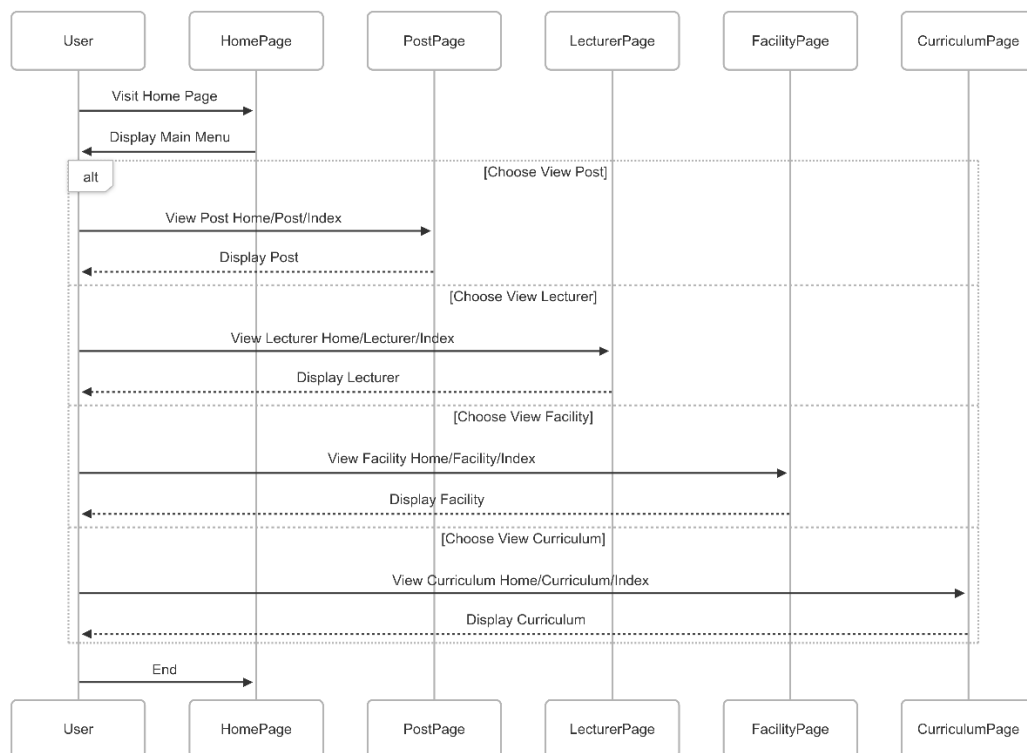 User
HomePage
PostPage
LecturerPage
FacilityPage
CurriculumPage
Visit Home Page
Display Main Menu
alt
[Choose View Post]
View Post Home/Post/Index
Display Post
[Choose View Lecturer]
View Lecturer Home/Lecturer/Index
Display Lecturer
[Choose View Facility]
View Facility Home/Facility/Index
Display Facility
[Choose View Curriculum]
View Curriculum Home/Curriculum/Index
Display Curriculum
End
User
HomePage
PostPage
LecturerPage
FacilityPage
CurriculumPage